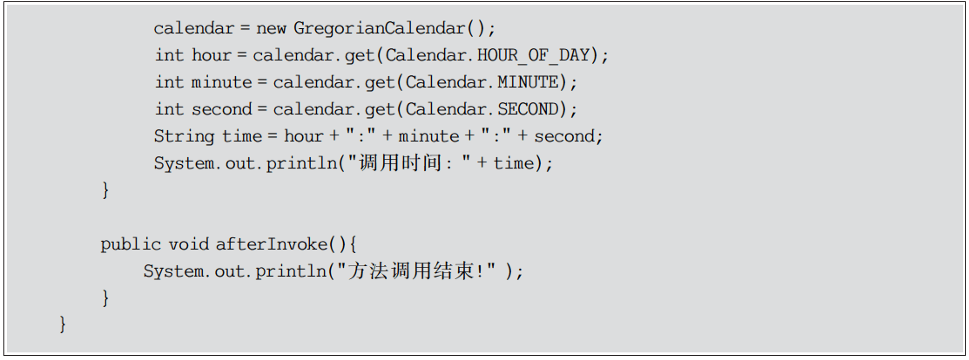 calendar = new GregorianCalendar();
int hour = calendar.get(Calendar.HOUR_OF_DAY);
int minute = calendar.get(Calendar.MINUTE);
int second = calendar.get(Calendar.SECOND);
String time = hour + ":" + minute + ":" + second;
System.out.println("调用时间: " + time);
}
public void afterInvoke(){
System.out.println("方法调用结束!" );
}
}